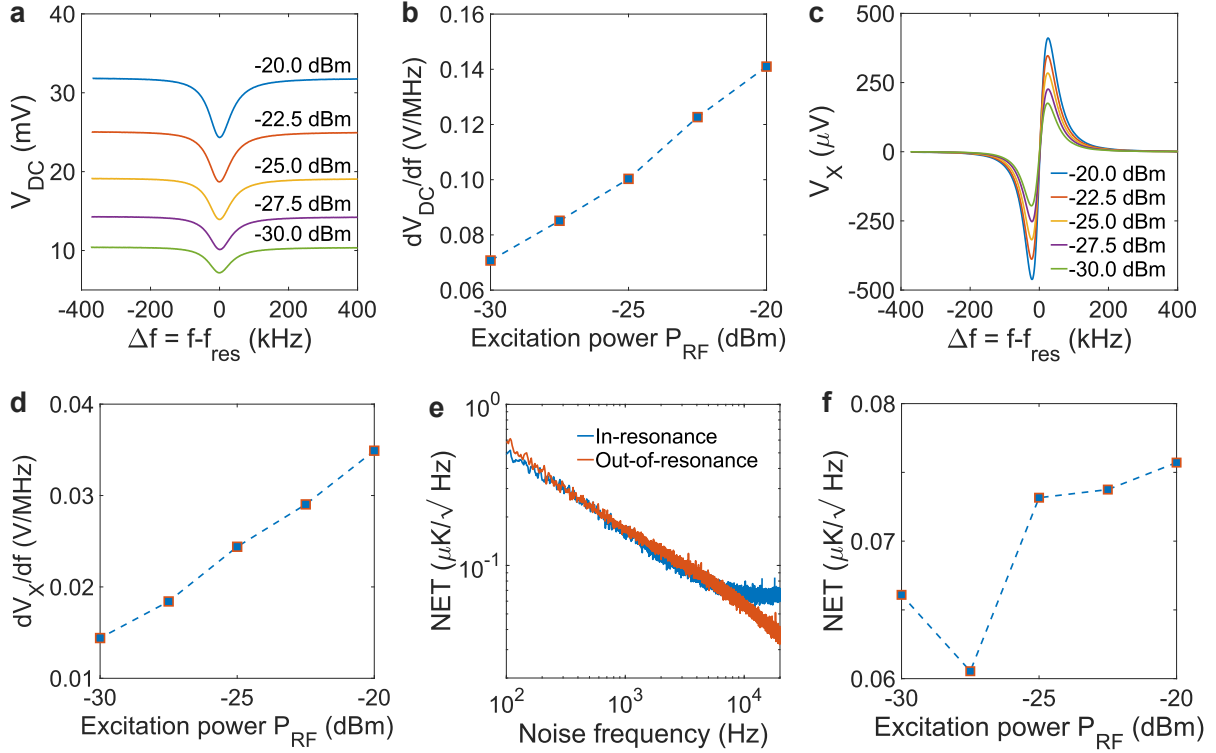 a
V_DC (mV)
40
30
20
10
-20.0 dBm
-22.5 dBm
-25.0 dBm
-27.5 dBm
-30.0 dBm
-400 -200 0 200 400
Δf = f-f_res (kHz)
b
dV_DC/df (V/MHz)
0.16
0.14
0.12
0.10
0.08
0.06
-30 -25 -20
Excitation power P_RF (dBm)
c
V_X (μV)
500
250
0
-250
-500
-20.0 dBm
-22.5 dBm
-25.0 dBm
-27.5 dBm
-30.0 dBm
-400 -200 0 200 400
Δf = f-f_res (kHz)
d
dV_X/df (V/MHz)
0.04
0.03
0.02
0.01
-30 -25 -20
Excitation power P_RF (dBm)
e
NET (μK/√ Hz)
10^0
10^-1
In-resonance
Out-of-resonance
10^2 10^3 10^4
Noise frequency (Hz)
f
NET (μK/√ Hz)
0.08
0.07
0.06
-30 -25 -20
Excitation power P_RF (dBm)